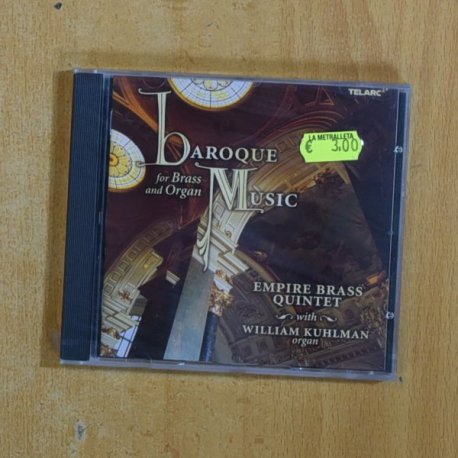 TELARC
LA METRALLETA
€ 3,00
BAROQUE
for Brass
and Organ
MUSIC
EMPIRE BRASS
QUINTET
with
WILLIAM KUHLMAN
organ